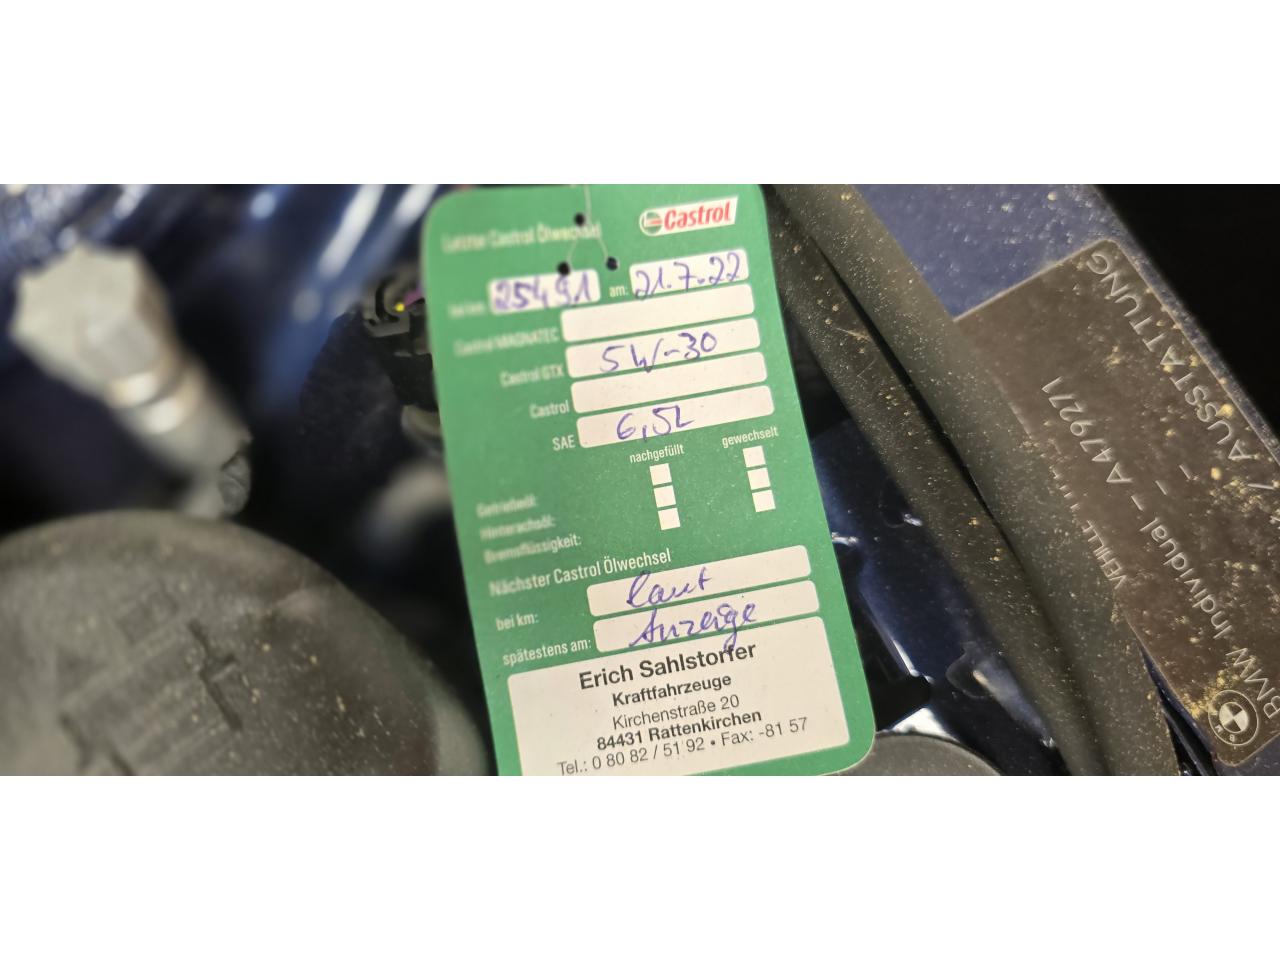 Castrol
Letzter Castrol Ölwechsel
bei km: 25491 am: 21.7.22
Castrol MAGNATEC
Castrol GTX 5W-30
Castrol
SAE 6,5L
nachgefüllt gewechselt
Getriebeöl:
Hinterachsöl:
Bremsflüssigkeit:
Nächster Castrol Ölwechsel
bei km: laut
spätestens am: Anzeige
Erich Sahlstorfer
Kraftfahrzeuge
Kirchenstraße 20
84431 Rattenkirchen
Tel.: 0 80 82 / 51 92 • Fax: -81 57
BMW-Individual - A479271
/ AUSSTATTUNG